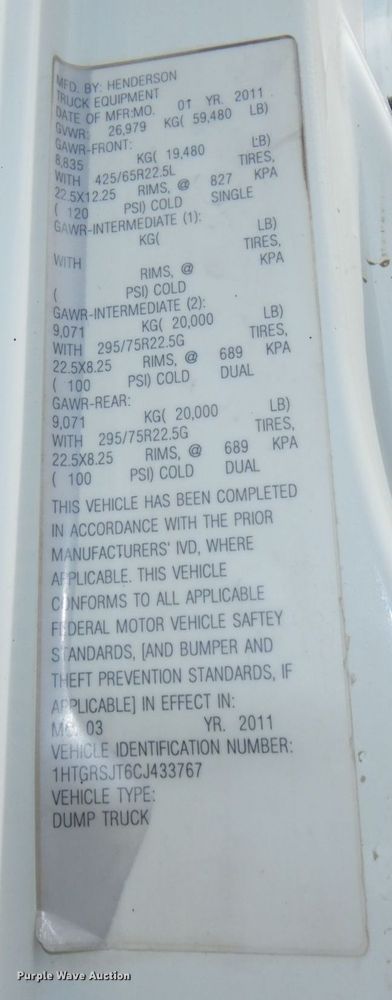 MFD. BY: HENDERSON
TRUCK EQUIPMENT
DATE OF MFR:MO. 01 YR. 2011
GVWR: 26,979 KG( 59,480 LB)
GAWR-FRONT:
8,835 KG( 19,480 LB)
WITH 425/65R22.5L TIRES,
22.5X12.25 RIMS, @ 827 KPA
( 120 PSI) COLD SINGLE
GAWR-INTERMEDIATE (1):
KG( LB)
WITH TIRES,
RIMS, @ KPA
( PSI) COLD
GAWR-INTERMEDIATE (2):
9,071 KG( 20,000 LB)
WITH 295/75R22.5G TIRES,
22.5X8.25 RIMS, @ 689 KPA
( 100 PSI) COLD DUAL
GAWR-REAR:
9,071 KG( 20,000 LB)
WITH 295/75R22.5G TIRES,
22.5X8.25 RIMS, @ 689 KPA
( 100 PSI) COLD DUAL
THIS VEHICLE HAS BEEN COMPLETED
IN ACCORDANCE WITH THE PRIOR
MANUFACTURERS' IVD, WHERE
APPLICABLE. THIS VEHICLE
CONFORMS TO ALL APPLICABLE
FEDERAL MOTOR VEHICLE SAFTEY
STANDARDS, [AND BUMPER AND
THEFT PREVENTION STANDARDS, IF
APPLICABLE] IN EFFECT IN:
MO. 03 YR. 2011
VEHICLE IDENTIFICATION NUMBER:
1HTGRSJT6CJ433767
VEHICLE TYPE:
DUMP TRUCK
Purple Wave Auction